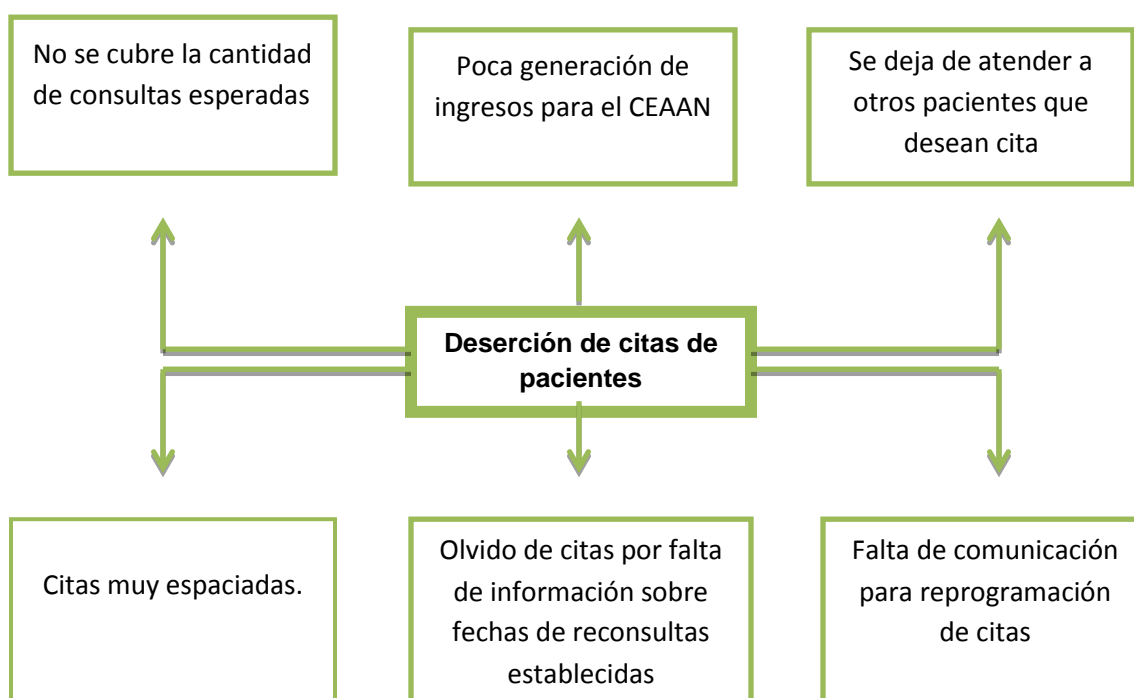 No se cubre la cantidad
de consultas esperadas
Poca generación de
ingresos para el CEAAN
Se deja de atender a
otros pacientes que
desean cita
Deserción de citas de
pacientes
Citas muy espaciadas.
Olvido de citas por falta
de información sobre
fechas de reconsultas
establecidas
Falta de comunicación
para reprogramación
de citas